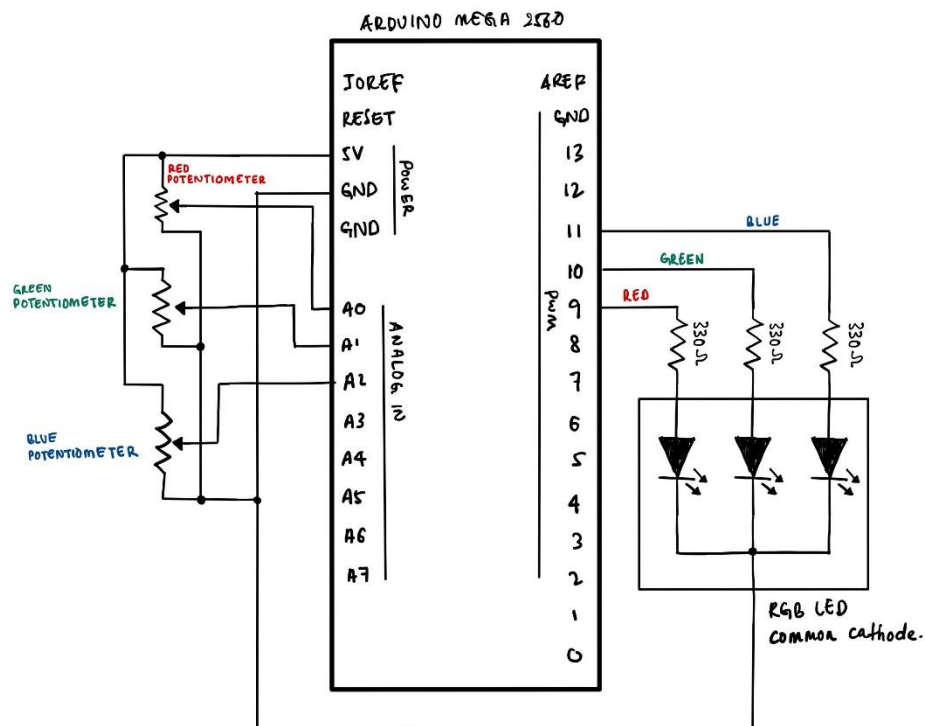 ARDUINO MEGA 2560
IOREF
RESET
5V
GND
GND
POWER
A0
A1
A2
A3
A4
A5
A6
A7
ANALOG IN
AREF
GND
13
12
11
10
9
8
7
6
5
4
3
2
1
0
PWM
RED
POTENTIOMETER
GREEN
POTENTIOMETER
BLUE
POTENTIOMETER
BLUE
GREEN
RED
330Ω
330Ω
330Ω
RGB LED
common cathode.